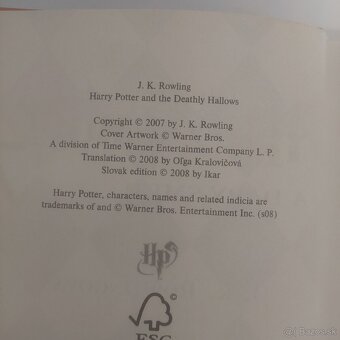 J. K. Rowling
Harry Potter and the Deathly Hallows
Copyright © 2007 by J. K. Rowling
Cover Artwork © Warner Bros.
A division of Time Warner Entertainment Company L. P.
Translation © 2008 by Oľga Kralovičová
Slovak edition © 2008 by Ikar
Harry Potter, characters, names and related indicia are
trademarks of and © Warner Bros. Entertainment Inc. (s08)
HP
FSC
© Bazos.sk